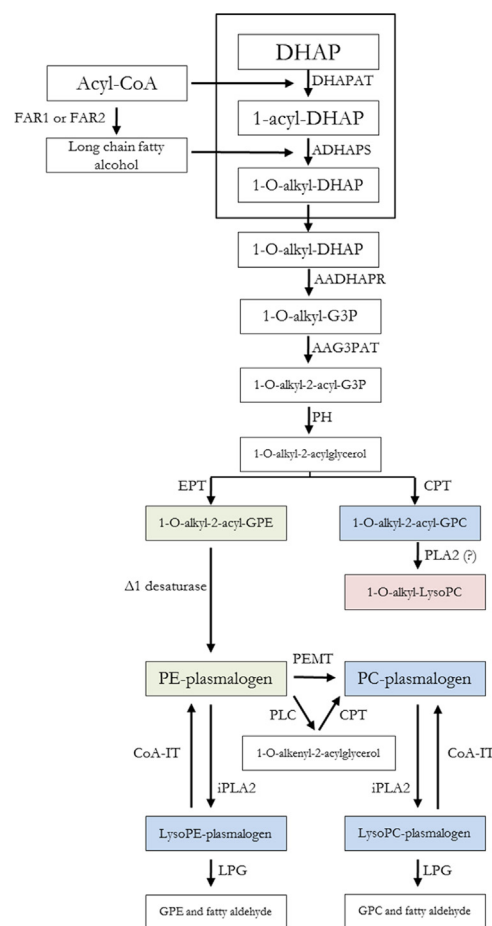 DHAP
DHAPAT
Acyl-CoA
1-acyl-DHAP
FAR1 or FAR2
ADHAPS
Long chain fatty
alcohol
1-O-alkyl-DHAP
1-O-alkyl-DHAP
AADHAPR
1-O-alkyl-G3P
AAG3PAT
1-O-alkyl-2-acyl-G3P
PH
1-O-alkyl-2-acylglycerol
EPT
CPT
1-O-alkyl-2-acyl-GPE
1-O-alkyl-2-acyl-GPC
PLA2 (?)
1-O-alkyl-LysoPC
Δ1 desaturase
PEMT
PE-plasmalogen
PC-plasmalogen
PLC
CPT
1-O-alkenyl-2-acylglycerol
CoA-IT
CoA-IT
iPLA2
iPLA2
LysoPE-plasmalogen
LysoPC-plasmalogen
LPG
LPG
GPE and fatty aldehyde
GPC and fatty aldehyde